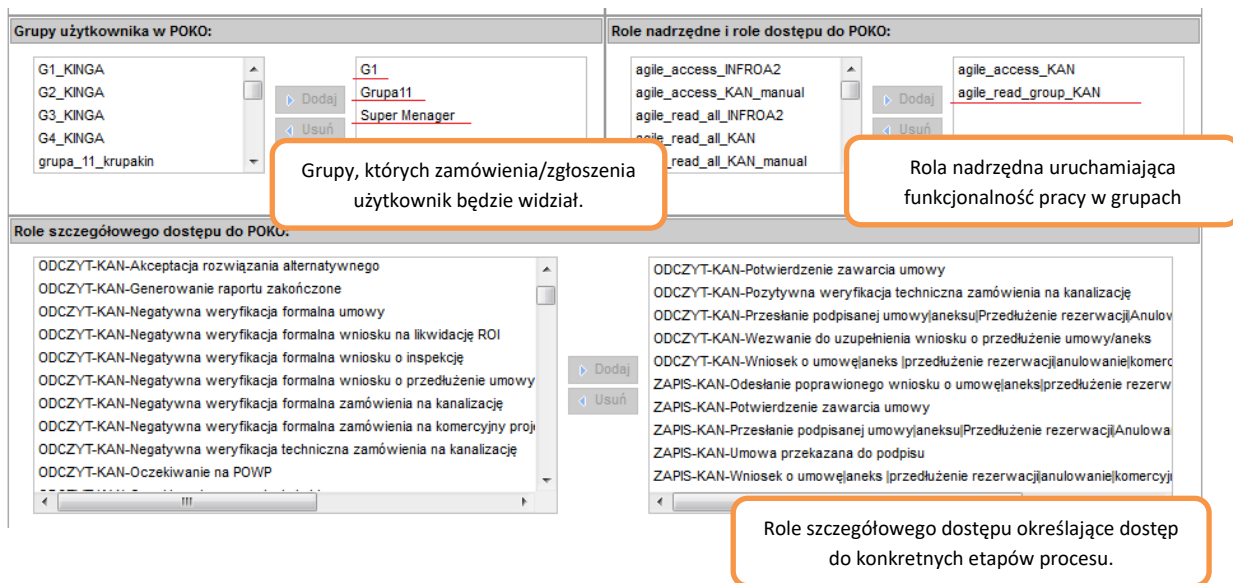 Grupy użytkownika w POKO:
G1_KINGA
G2_KINGA
G3_KINGA
G4_KINGA
grupa_11_krupakin
Dodaj
Usuń
G1
Grupa11
Super Menager
Grupy, których zamówienia/zgłoszenia
użytkownik będzie widział.
Role nadrzędne i role dostępu do POKO:
agile_access_INFROA2
agile_access_KAN_manual
agile_read_all_INFROA2
agile_read_all_KAN
_read_all_KAN_manual
Dodaj
Usuń
agile_access_KAN
agile_read_group_KAN
Rola nadrzędna uruchamiająca
funkcjonalność pracy w grupach
Role szczegółowego dostępu do POKO:
ODCZYT-KAN-Akceptacja rozwiązania alternatywnego
ODCZYT-KAN-Generowanie raportu zakończone
ODCZYT-KAN-Negatywna weryfikacja formalna umowy
ODCZYT-KAN-Negatywna weryfikacja formalna wniosku na likwidację ROI
ODCZYT-KAN-Negatywna weryfikacja formalna wniosku o inspekcję
ODCZYT-KAN-Negatywna weryfikacja formalna wniosku o przedłużenie umowy
ODCZYT-KAN-Negatywna weryfikacja formalna zamówienia na kanalizację
ODCZYT-KAN-Negatywna weryfikacja formalna zamówienia na komercyjny proj
ODCZYT-KAN-Negatywna weryfikacja techniczna zamówienia na kanalizację
ODCZYT-KAN-Oczekiwanie na POWP
Dodaj
Usuń
ODCZYT-KAN-Potwierdzenie zawarcia umowy
ODCZYT-KAN-Pozytywna weryfikacja techniczna zamówienia na kanalizację
ODCZYT-KAN-Przesłanie podpisanej umowy|aneksu|Przedłużenie rezerwacji|Anulow
ODCZYT-KAN-Wezwanie do uzupełnienia wniosku o przedłużenie umowy/aneks
ODCZYT-KAN-Wniosek o umowę|aneks |przedłużenie rezerwacji|anulowanie|komerc
ZAPIS-KAN-Odesłanie poprawionego wniosku o umowę|aneks|przedłużenie rezerw
ZAPIS-KAN-Potwierdzenie zawarcia umowy
ZAPIS-KAN-Przesłanie podpisanej umowy|aneksu|Przedłużenie rezerwacji|Anulowa
ZAPIS-KAN-Umowa przekazana do podpisu
ZAPIS-KAN-Wniosek o umowę|aneks |przedłużenie rezerwacji|anulowanie|komercyj
Role szczegółowego dostępu określające dostęp
do konkretnych etapów procesu.